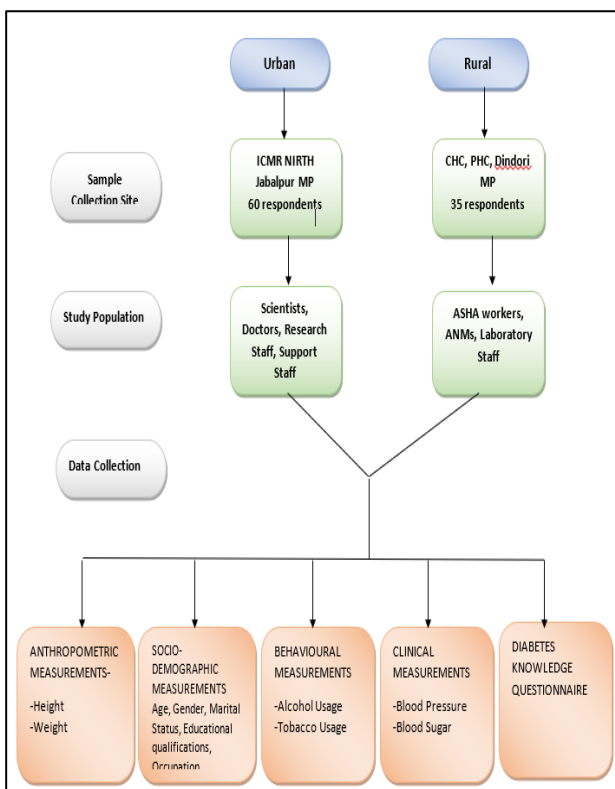 Urban
Rural
Sample
Collection Site
ICMR NIRTH
Jabalpur MP
60 respondents
CHC, PHC, Dindori
MP
35 respondents
Study Population
Scientists,
Doctors, Research
Staff, Support
Staff
ASHA workers,
ANMs, Laboratory
Staff
Data Collection
ANTHROPOMETRIC
MEASUREMENTS-
-Height
-Weight
SOCIO-
DEMOGRAPHIC
MEASUREMENTS
Age, Gender, Marital
Status, Educational
qualifications,
Occupation
BEHAVIOURAL
MEASUREMENTS
-Alcohol Usage
-Tobacco Usage
CLINICAL
MEASUREMENTS
-Blood Pressure
-Blood Sugar
DIABETES
KNOWLEDGE
QUESTIONNAIRE